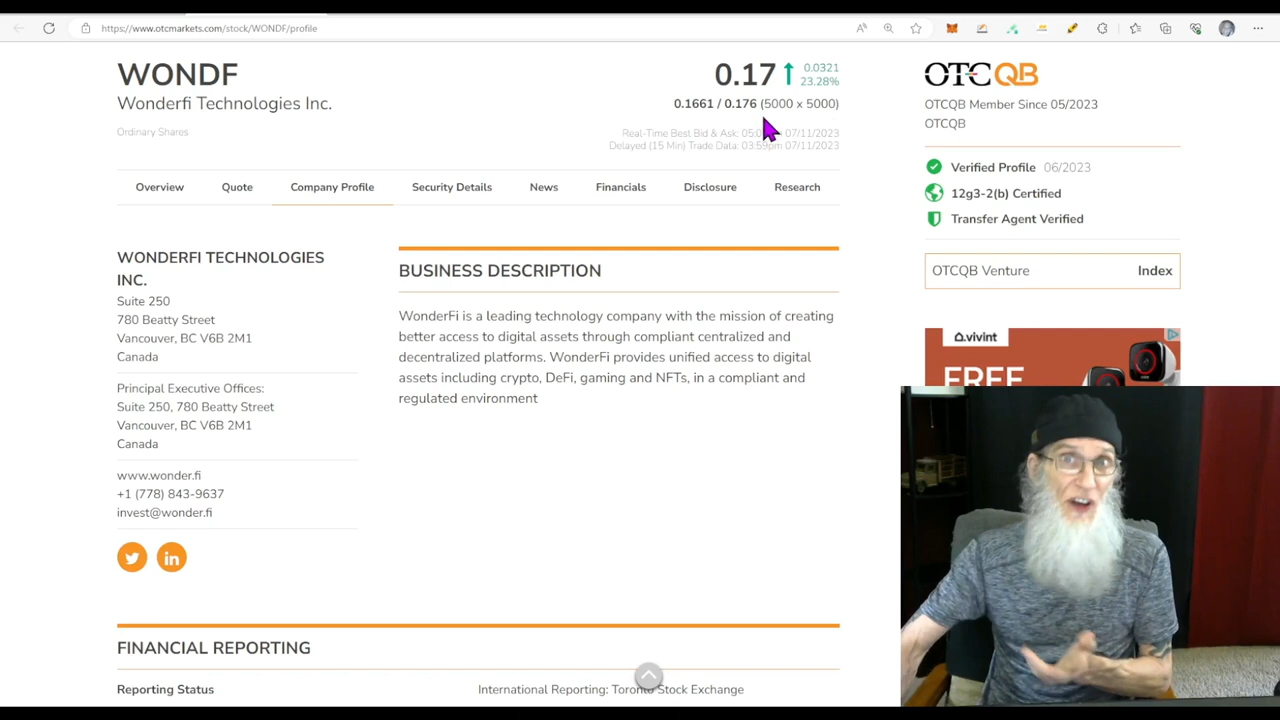 https://www.otcmarkets.com/stock/WONDF/profile
WONDF
Wonderfi Technologies Inc.
Ordinary Shares
0.17
0.0321
23.28%
0.1661 / 0.176 (5000 x 5000)
Real-Time Best Bid & Ask: 05:0 07/11/2023
Delayed (15 Min) Trade Data: 03:59pm 07/11/2023
Overview Quote Company Profile Security Details News Financials Disclosure Research
WONDERFI TECHNOLOGIES
INC.
Suite 250
780 Beatty Street
Vancouver, BC V6B 2M1
Canada
Principal Executive Offices:
Suite 250, 780 Beatty Street
Vancouver, BC V6B 2M1
Canada
www.wonder.fi
+1 (778) 843-9637
invest@wonder.fi
BUSINESS DESCRIPTION
WonderFi is a leading technology company with the mission of creating
better access to digital assets through compliant centralized and
decentralized platforms. WonderFi provides unified access to digital
assets including crypto, DeFi, gaming and NFTs, in a compliant and
regulated environment
FINANCIAL REPORTING
Reporting Status International Reporting: Toronto Stock Exchange
OTCQB
OTCQB Member Since 05/2023
OTCQB
Verified Profile 06/2023
12g3-2(b) Certified
Transfer Agent Verified
OTCQB Venture Index
vivint
FREE